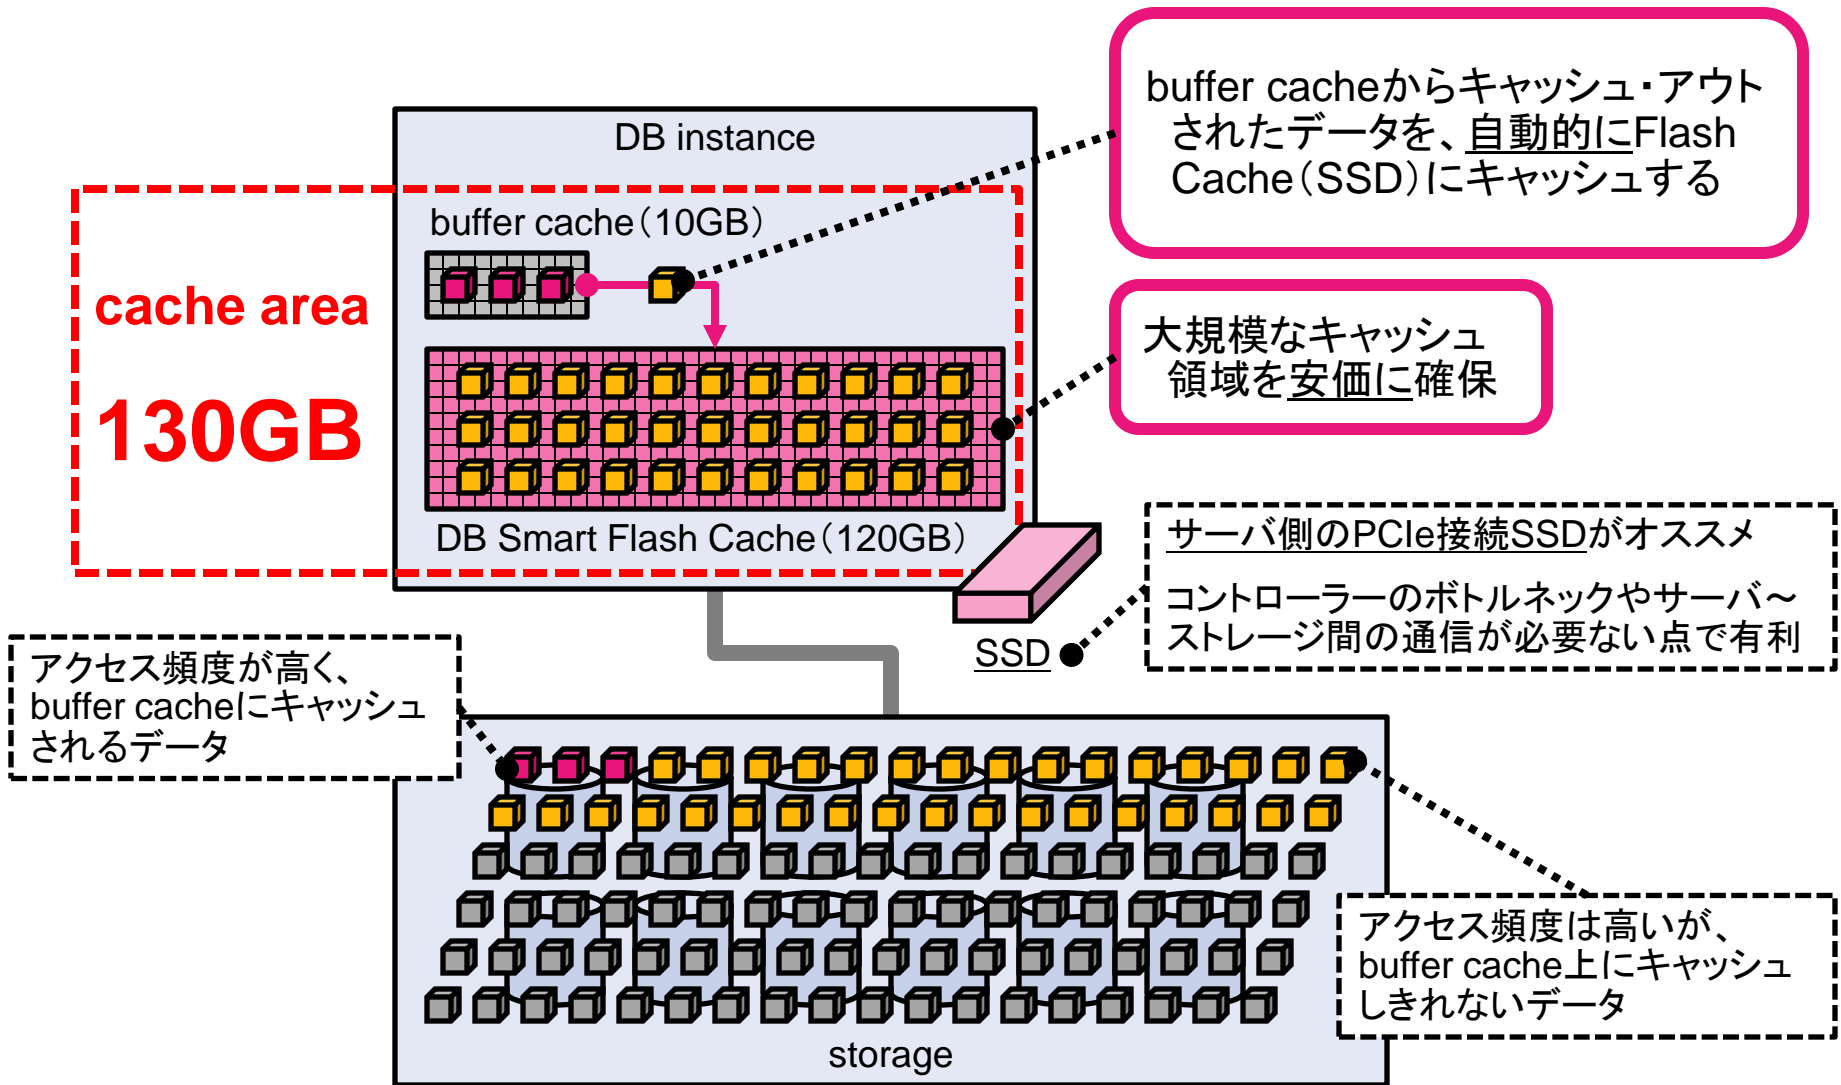 buffer cacheからキャッシュ・アウト
されたデータを、自動的にFlash
Cache（SSD）にキャッシュする
DB instance
buffer cache（10GB）
cache area
130GB
大規模なキャッシュ
領域を安価に確保
DB Smart Flash Cache（120GB）
サーバ側のPCIe接続SSDがオススメ
コントローラーのボトルネックやサーバ～
ストレージ間の通信が必要ない点で有利
SSD
アクセス頻度が高く、
buffer cacheにキャッシュ
されるデータ
アクセス頻度は高いが、
buffer cache上にキャッシュ
しきれないデータ
storage